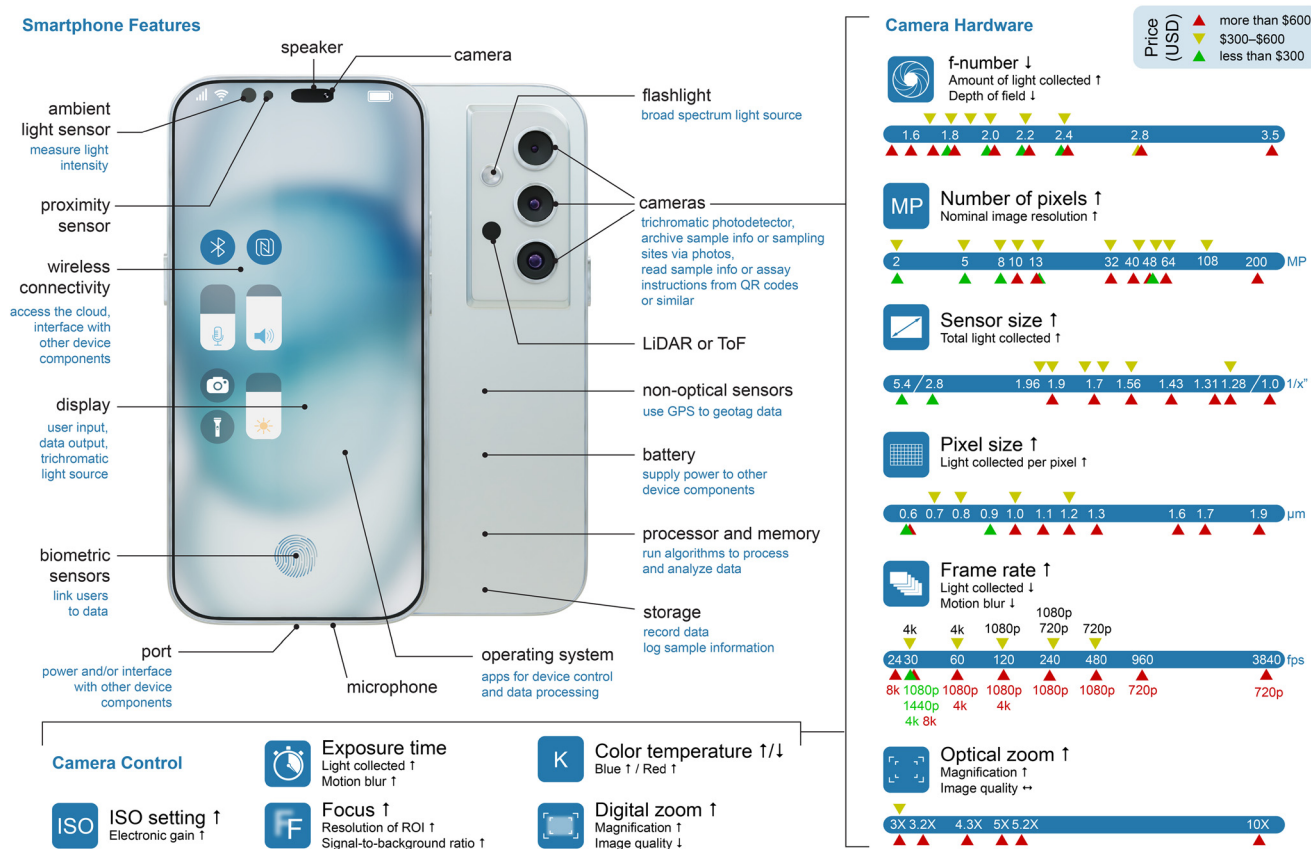 Smartphone Features
speaker
camera
ambient
light sensor
measure light
intensity
proximity
sensor
wireless
connectivity
access the cloud,
interface with
other device
components
display
user input,
data output,
trichromatic
light source
biometric
sensors
link users
to data
port
power and/or interface
with other device
components
microphone
operating system
apps for device control
and data processing
flashlight
broad spectrum light source
cameras
trichromatic photodetector,
archive sample info or sampling
sites via photos,
read sample info or assay
instructions from QR codes
or similar
LiDAR or ToF
non-optical sensors
use GPS to geotag data
battery
supply power to other
device components
processor and memory
run algorithms to process
and analyze data
storage
record data
log sample information
Camera Control
ISO
ISO setting ↑
Electronic gain ↑
Exposure time
Light collected ↑
Motion blur ↑
FF
Focus ↑
Resolution of ROI ↑
Signal-to-background ratio ↑
K
Color temperature ↑/↓
Blue ↑ / Red ↑
Digital zoom ↑
Magnification ↑
Image quality ↓
Camera Hardware
Price
(USD)
more than $600
$300–$600
less than $300
f-number ↓
Amount of light collected ↑
Depth of field ↓
1.6 1.8 2.0 2.2 2.4 2.8 3.5
MP
Number of pixels ↑
Nominal image resolution ↑
2 5 8 10 13 32 40 48 64 108 200 MP
Sensor size ↑
Total light collected ↑
5.4 / 2.8 1.96 1.9 1.7 1.56 1.43 1.31 1.28 / 1.0 1/x"
Pixel size ↑
Light collected per pixel ↑
0.6 0.7 0.8 0.9 1.0 1.1 1.2 1.3 1.6 1.7 1.9 µm
Frame rate ↑
Light collected ↓
Motion blur ↓
1080p
4k 4k 1080p 720p 720p
24 30 60 120 240 480 960 3840 fps
8k 1080p 1080p 1080p 1080p 1080p 720p 720p
1440p 4k 4k
4k 8k
Optical zoom ↑
Magnification ↑
Image quality ↔
3X 3.2X 4.3X 5X 5.2X 10X